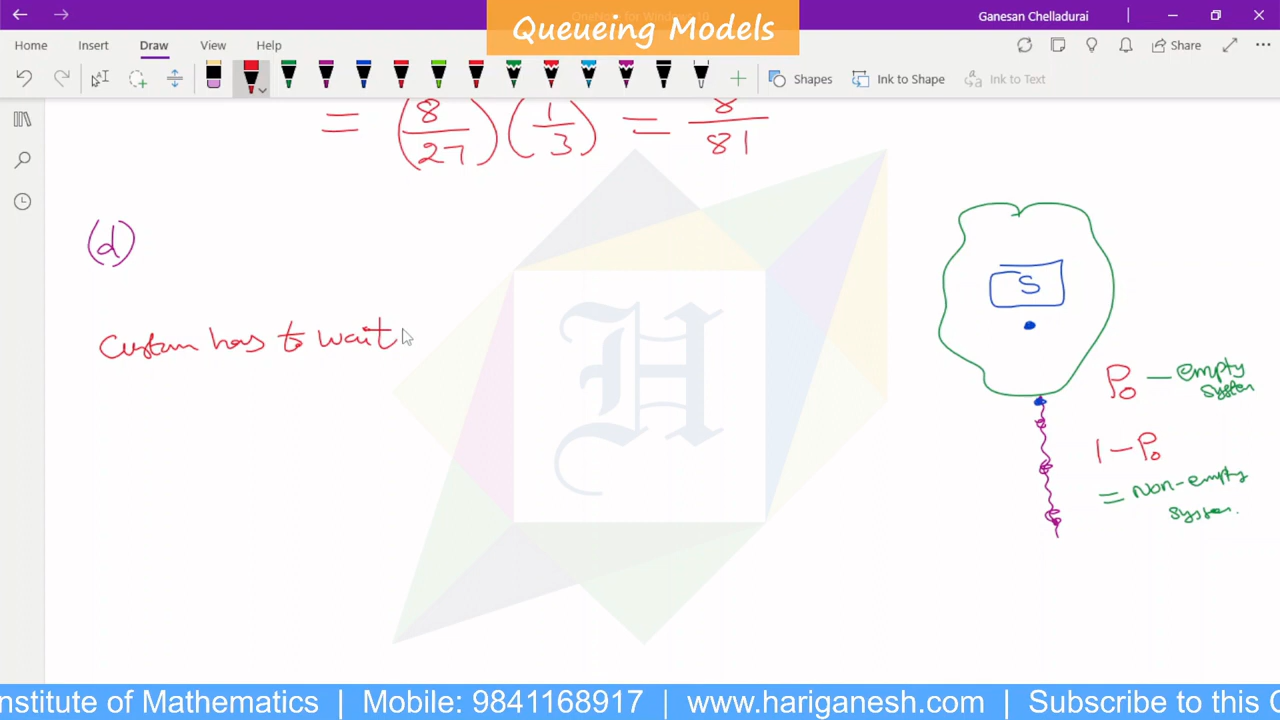 Queueing Models
Ganesan Chelladurai
Home Insert Draw View Help
Share
Shapes
Ink to Shape
Ink to Text
= (8/27) (1/3) = 8/81
(d)
S
Custom has to wait
P₀ — empty
system
1 - P₀
= Non-empty
system.
H
nstitute of Mathematics | Mobile: 9841168917 | www.hariganesh.com | Subscribe to this C